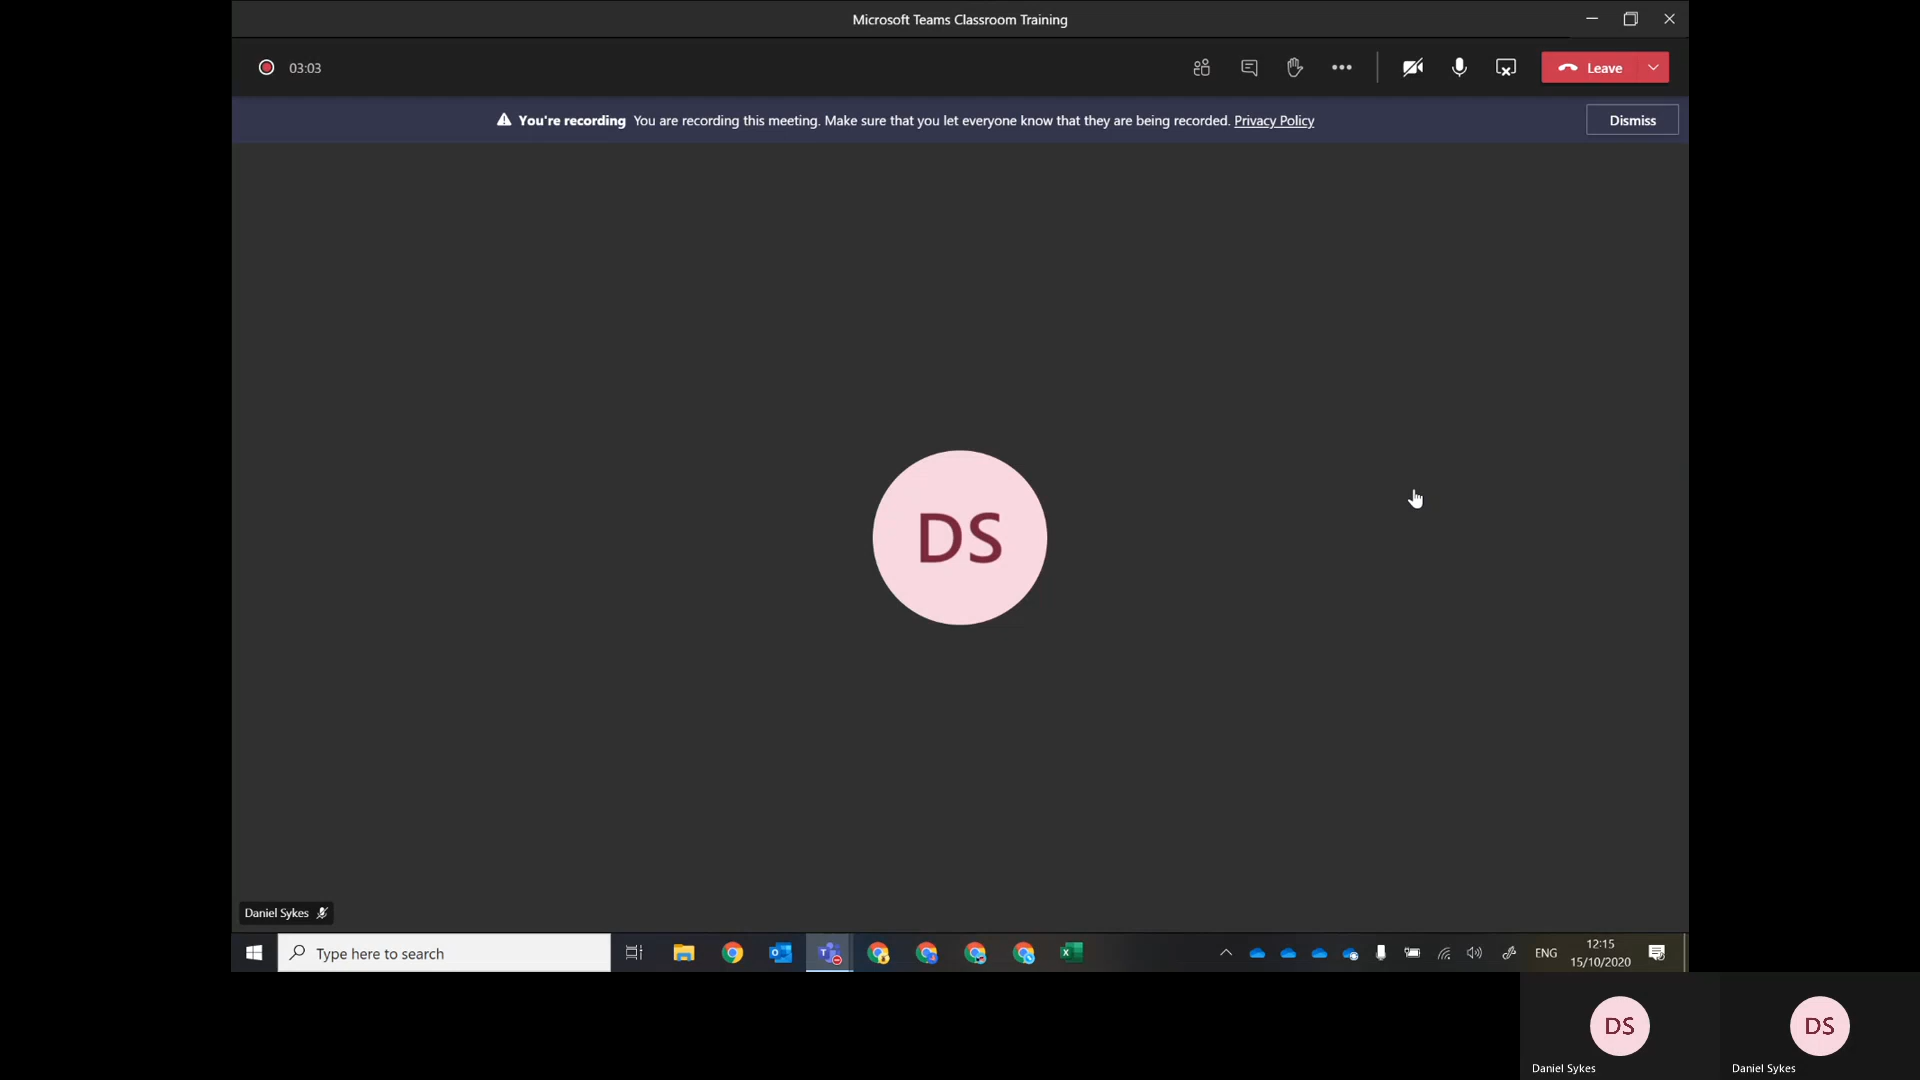 Microsoft Teams Classroom Training
03:03
Leave
You're recording You are recording this meeting. Make sure that you let everyone know that they are being recorded. Privacy Policy
Dismiss
DS
Daniel Sykes
Type here to search
ENG
12:15
15/10/2020
DS
DS
Daniel Sykes
Daniel Sykes